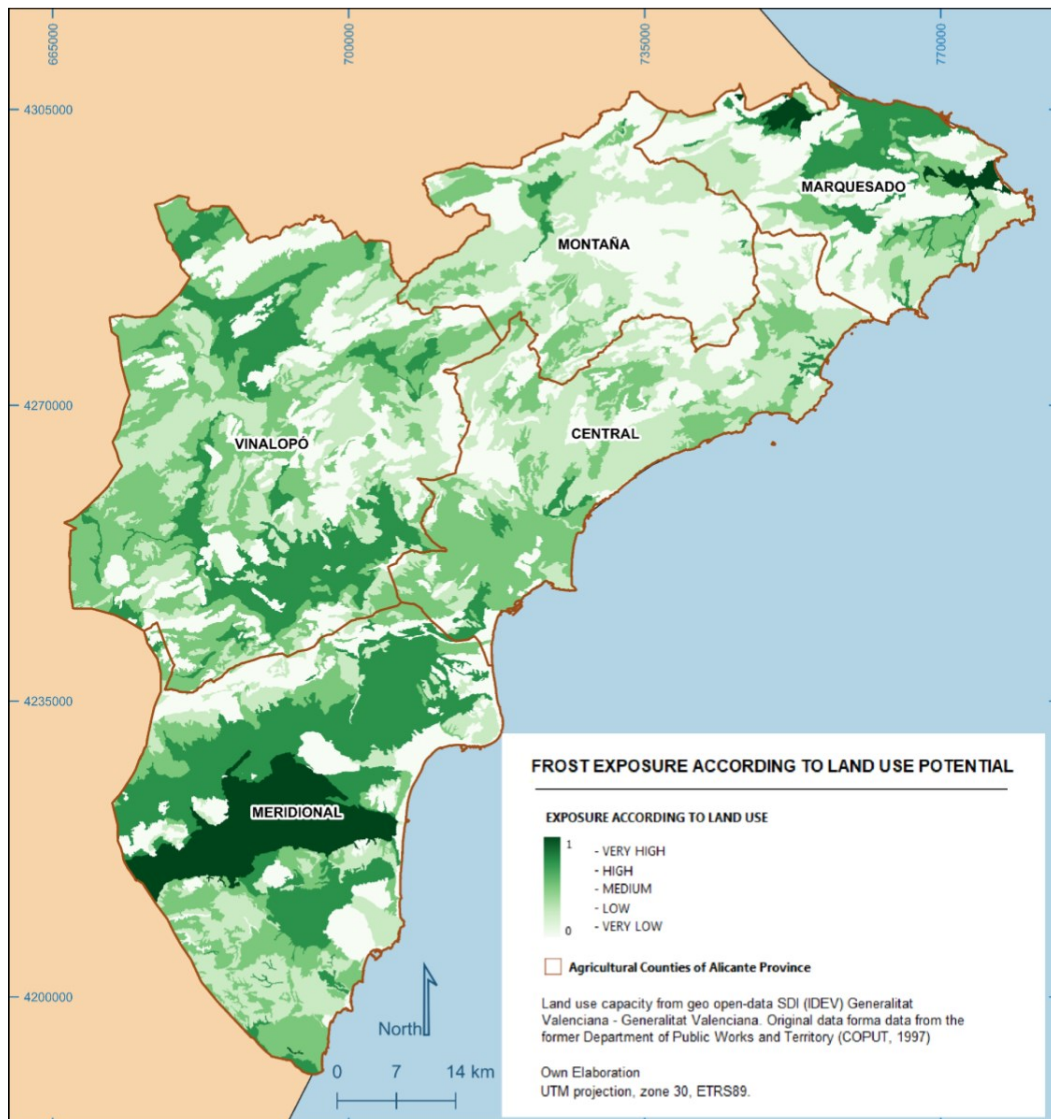 665000
700000
735000
770000
4305000
4270000
4235000
4200000
MARQUESADO
MONTAÑA
VINALOPÓ
CENTRAL
MERIDIONAL
North
0 7 14 km
FROST EXPOSURE ACCORDING TO LAND USE POTENTIAL
EXPOSURE ACCORDING TO LAND USE
1
- VERY HIGH
- HIGH
- MEDIUM
- LOW
0
- VERY LOW
Agricultural Counties of Alicante Province
Land use capacity from geo open-data SDI (IDEV) Generalitat
Valenciana - Generalitat Valenciana. Original data forma data from the
former Department of Public Works and Territory (COPUT, 1997)
Own Elaboration
UTM projection, zone 30, ETRS89.